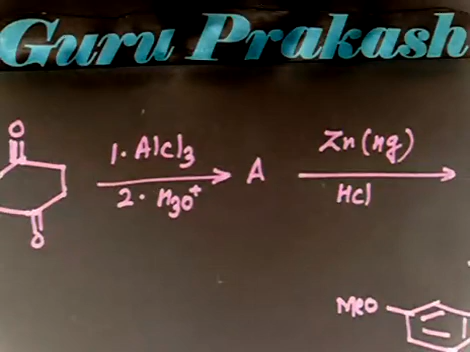 Guru Prakash
O
1. AlCl3
2. H3O+
A
Zn(Hg)
HCl
O
MeO